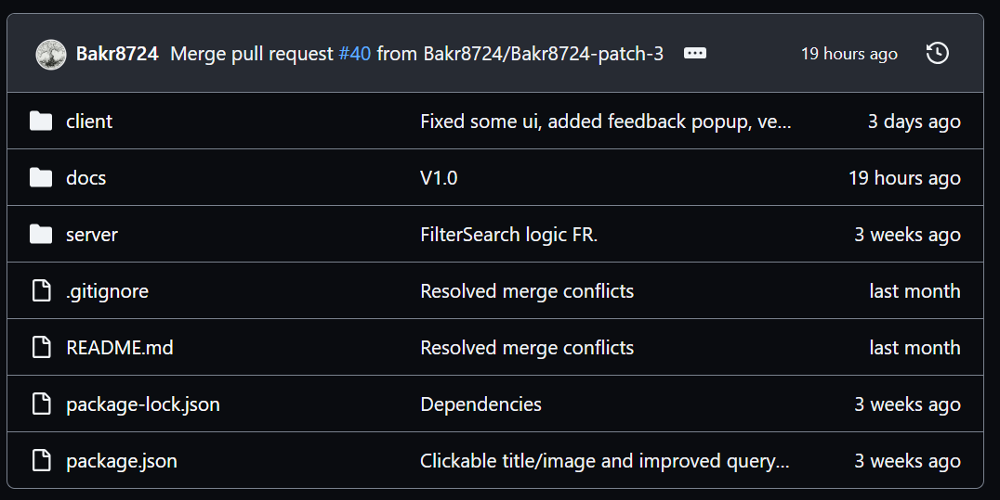 Bakr8724 Merge pull request #40 from Bakr8724/Bakr8724-patch-3 19 hours ago
client Fixed some ui, added feedback popup, ve... 3 days ago
docs V1.0 19 hours ago
server FilterSearch logic FR. 3 weeks ago
.gitignore Resolved merge conflicts last month
README.md Resolved merge conflicts last month
package-lock.json Dependencies 3 weeks ago
package.json Clickable title/image and improved query... 3 weeks ago